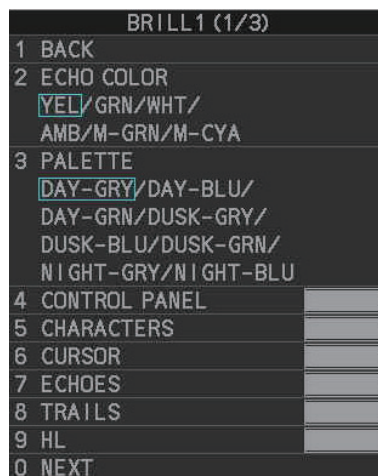 BRILL1 (1/3)
1 BACK
2 ECHO COLOR
YEL/GRN/WHT/
AMB/M-GRN/M-CYA
3 PALETTE
DAY-GRY/DAY-BLU/
DAY-GRN/DUSK-GRY/
DUSK-BLU/DUSK-GRN/
NIGHT-GRY/NIGHT-BLU
4 CONTROL PANEL
5 CHARACTERS
6 CURSOR
7 ECHOES
8 TRAILS
9 HL
0 NEXT